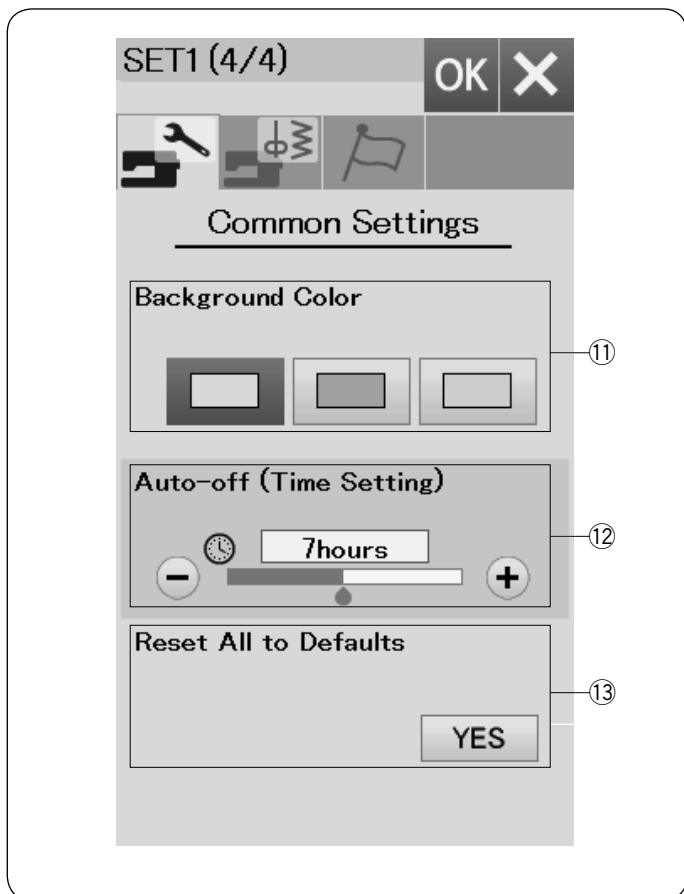 SET1 (4/4)
OK
Common Settings
Background Color
⑪
Auto-off (Time Setting)
7hours
⑫
Reset All to Defaults
⑬
YES